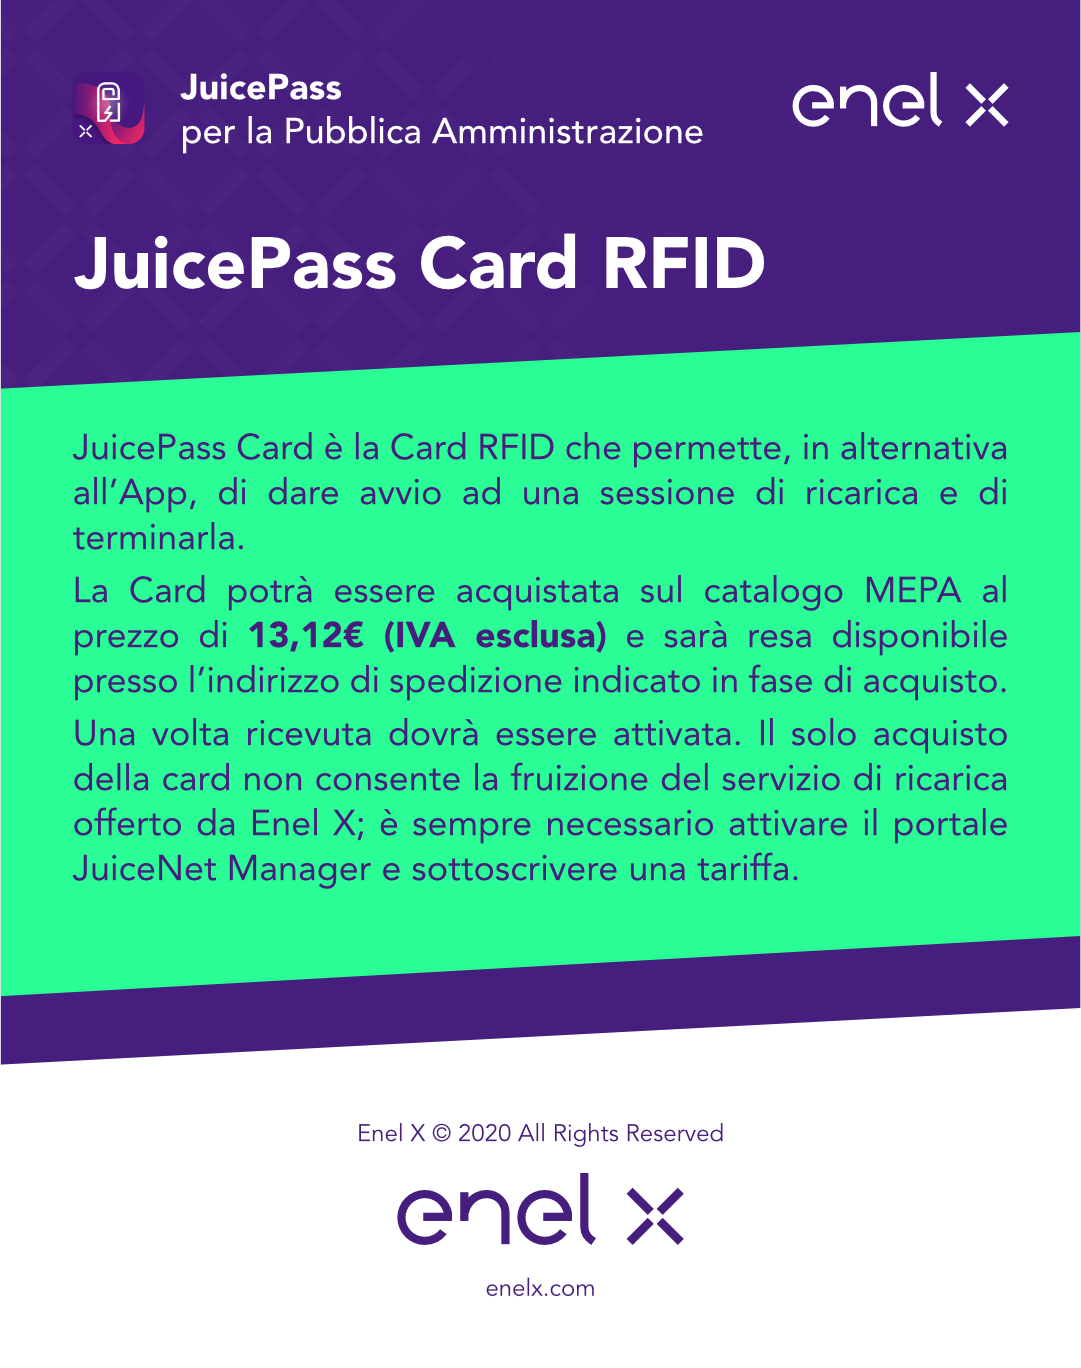 JuicePass
per la Pubblica Amministrazione
enel x
JuicePass Card RFID
JuicePass Card è la Card RFID che permette, in alternativa
all’App, di dare avvio ad una sessione di ricarica e di
terminarla.
La Card potrà essere acquistata sul catalogo MEPA al
prezzo di 13,12€ (IVA esclusa) e sarà resa disponibile
presso l’indirizzo di spedizione indicato in fase di acquisto.
Una volta ricevuta dovrà essere attivata. Il solo acquisto
della card non consente la fruizione del servizio di ricarica
offerto da Enel X; è sempre necessario attivare il portale
JuiceNet Manager e sottoscrivere una tariffa.
Enel X © 2020 All Rights Reserved
enel x
enelx.com